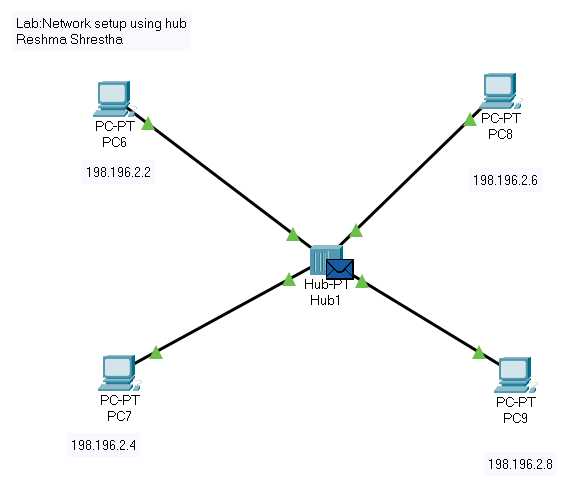 Lab:Network setup using hub
Reshma Shrestha
PC-PT
PC6
198.196.2.2
PC-PT
PC8
198.196.2.6
Hub-PT
Hub1
PC-PT
PC7
198.196.2.4
PC-PT
PC9
198.196.2.8